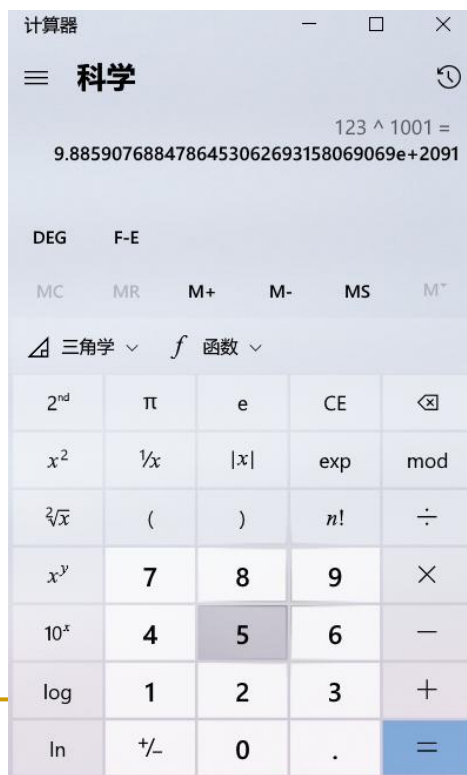 计算器
科学
123 ^ 1001 =
9.8859076884786453062693158069069e+2091
DEG F-E
MC MR M+ M- MS M˅
三角学 f 函数
2ⁿᵈ π e CE
x² ¹/x |x| exp mod
²√x ( ) n! ÷
xʸ 7 8 9 ×
10ˣ 4 5 6 −
log 1 2 3 +
ln +/− 0 . =